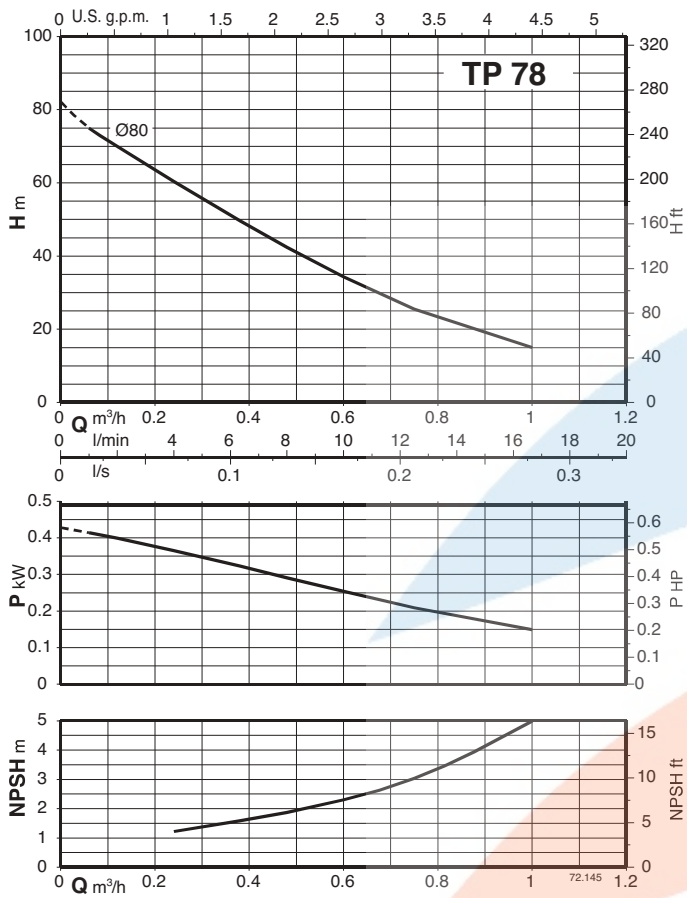 0 U.S. g.p.m. 1 1.5 2 2.5 3 3.5 4 4.5 5
TP 78
Ø80
100
80
60
40
20
0
H m
320
280
240
200
160
120
80
40
0
H ft
0 0.2 0.4 0.6 0.8 1 1.2
Q m³/h
0 l/min 4 6 8 10 12 14 16 18 20
0 l/s 0.1 0.2 0.3
0.5
0.4
0.3
0.2
0.1
0
P kW
0.6
0.5
0.4
0.3
0.2
0.1
0
P HP
5
4
3
2
1
0
NPSH m
15
10
5
0
NPSH ft
72.145
0 0.2 0.4 0.6 0.8 1 1.2
Q m³/h